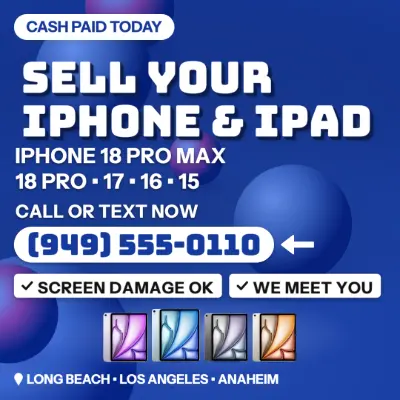 CASH PAID TODAY
SELL YOUR
IPHONE & IPAD
IPHONE 18 PRO MAX
18 PRO ▪ 17 ▪ 16 ▪ 15
CALL OR TEXT NOW
(949) 555-0110
SCREEN DAMAGE OK
WE MEET YOU
LONG BEACH ▪ LOS ANGELES ▪ ANAHEIM